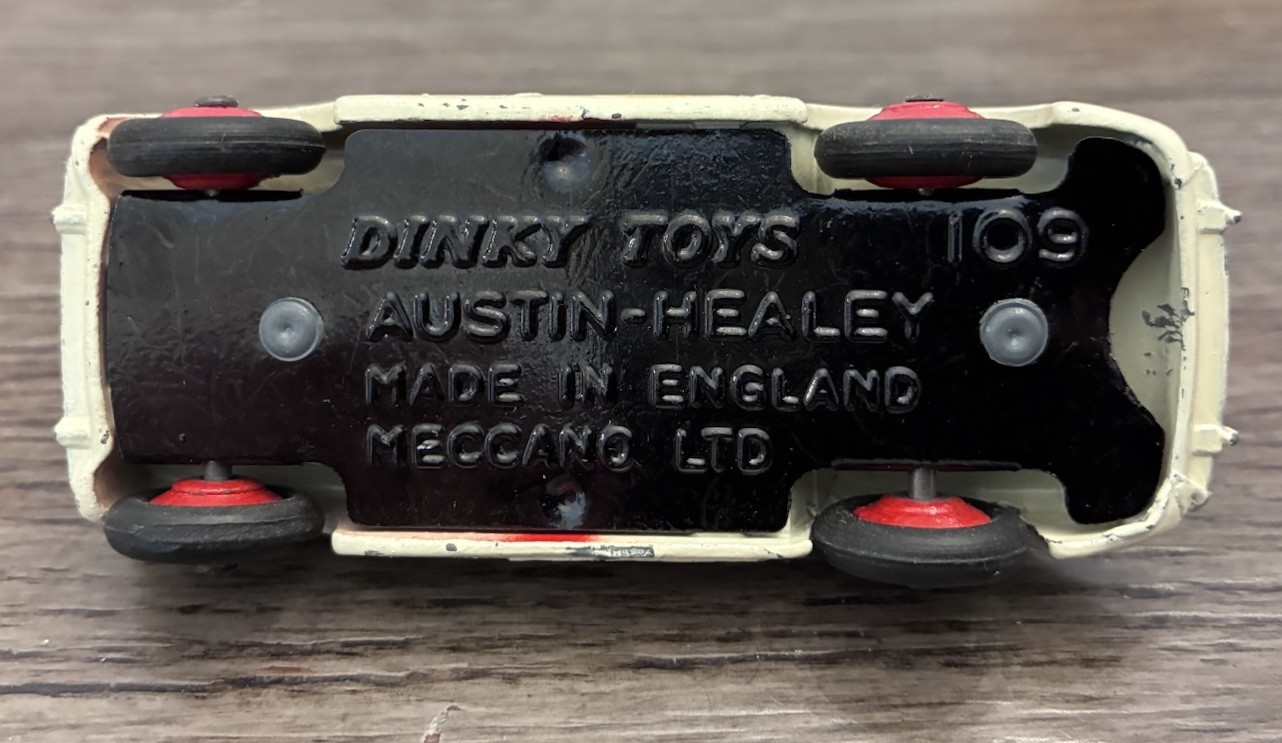 DINKY TOYS 109
AUSTIN-HEALEY
MADE IN ENGLAND
MECCANO LTD